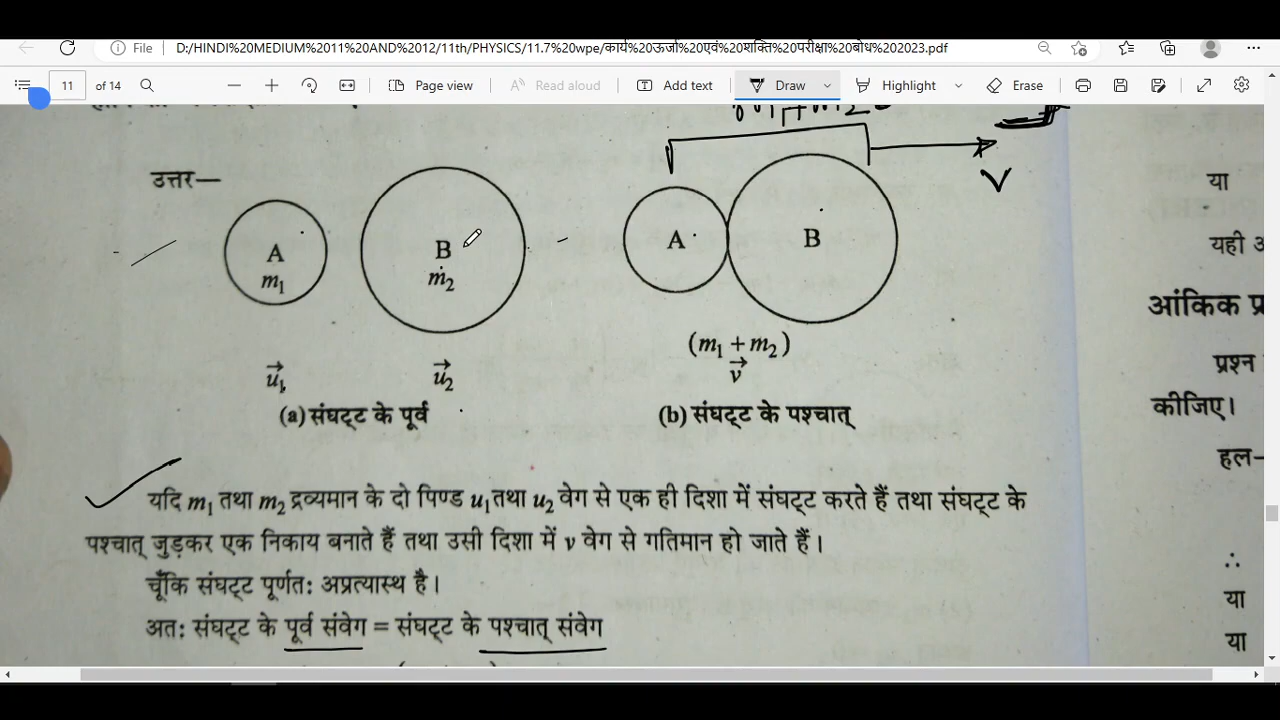 File D:/HINDI%20MEDIUM%2011%20AND%2012/11th/PHYSICS/11.7%20wpe/कार्य%20ऊर्जा%20एवं%20शक्ति%20परीक्षा%20बोध%202023.pdf
11 of 14 Page view Read aloud Add text Draw Highlight Erase
V
उत्तर—
A
m1
B
m2
A
B
(m1 + m2)
u1
u2
v
(a) संघट्ट के पूर्व
(b) संघट्ट के पश्चात्
यदि m1 तथा m2 द्रव्यमान के दो पिण्ड u1 तथा u2 वेग से एक ही दिशा में संघट्ट करते हैं तथा संघट्ट के
पश्चात् जुड़कर एक निकाय बनाते हैं तथा उसी दिशा में v वेग से गतिमान हो जाते हैं।
चूँकि संघट्ट पूर्णत: अप्रत्यास्थ है।
अत: संघट्ट के पूर्व संवेग = संघट्ट के पश्चात् संवेग
या
यही
आंकिक
प्रश्न
कीजिए।
हल—
∴
या
या